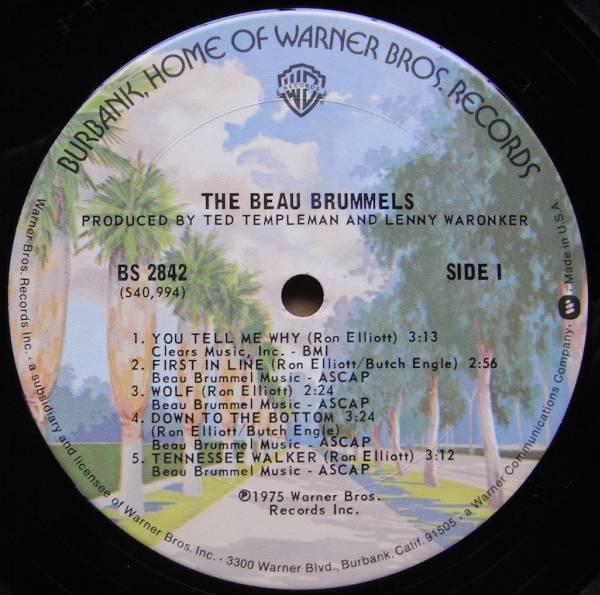 BURBANK, HOME OF WARNER BROS. RECORDS
RECORDS
THE BEAU BRUMMELS
PRODUCED BY TED TEMPLEMAN AND LENNY WARONKER
BS 2842
(S40,994)
SIDE 1
1. YOU TELL ME WHY (Ron Elliott) 3:13
Clears Music, Inc. - BMI
2. FIRST IN LINE (Ron Elliott/Butch Engle) 2:56
Beau Brummel Music - ASCAP
3. WOLF (Ron Elliott) 2:24
Beau Brummel Music - ASCAP
4. DOWN TO THE BOTTOM 3:24
(Ron Elliott/Butch Engle)
Beau Brummel Music - ASCAP
5. TENNESSEE WALKER (Ron Elliott) 3:12
Beau Brummel Music - ASCAP
℗1975 Warner Bros.
Records Inc.
Warner Bros. Records Inc. · a subsidiary and licensee of Warner Bros. Inc. · 3300 Warner Blvd., Burbank, Calif. 91505 · a Warner Communications Company. · Made in U.S.A.